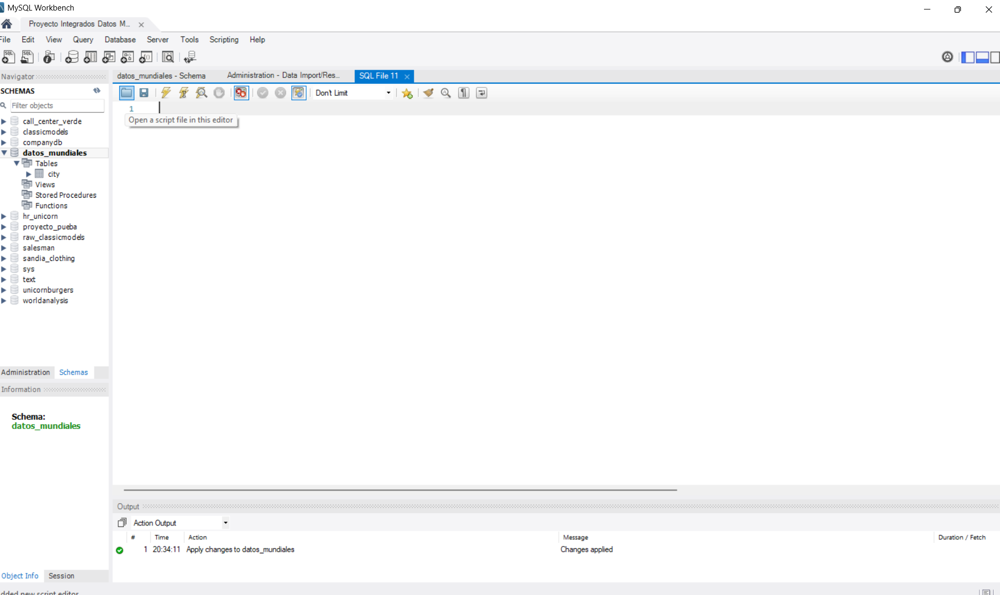 MySQL Workbench
Proyecto Integrados Datos M...
File Edit View Query Database Server Tools Scripting Help
Navigator
datos_mundiales - Schema Administration - Data Import/Res... SQL File 11
SCHEMAS
Don't Limit
Filter objects
1
Open a script file in this editor
call_center_verde
classicmodels
companydb
datos_mundiales
Tables
city
Views
Stored Procedures
Functions
hr_unicorn
proyecto_pueba
raw_classicmodels
salesman
sandia_clothing
sys
text
unicornburgers
worldanalysis
Administration Schemas
Information
Schema:
datos_mundiales
Output
Action Output
# Time Action Message Duration / Fetch
1 20:34:11 Apply changes to datos_mundiales Changes applied
Object Info Session
dded new script editor